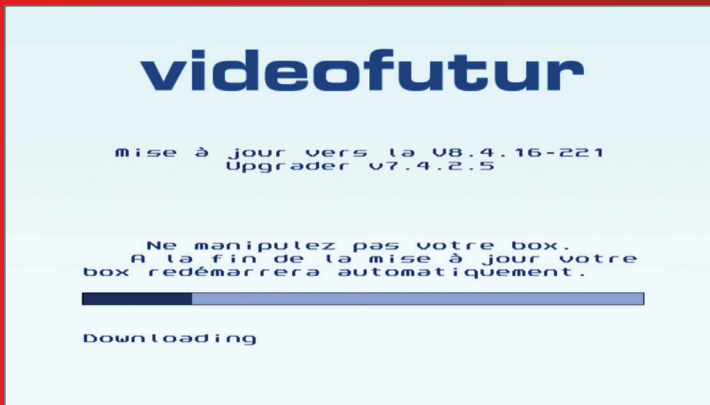 videofutur
Mise à jour vers la V8.4.16-221
Upgrader v7.4.2.5
Ne manipulez pas votre box.
A la fin de la mise à jour votre
box redémarrera automatiquement.
Downloading